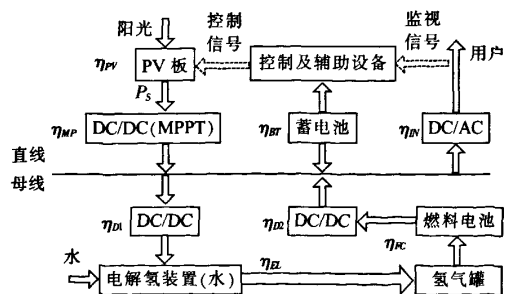 阳光
控制
信号
监视
信号
用户
η_PV
PV 板
控制及辅助设备
P_S
η_MP
DC/DC(MPPT)
η_BT
蓄电池
η_IN
DC/AC
直线
母线
η_D1
DC/DC
η_D2
DC/DC
燃料电池
η_FC
水
电解氢装置(水)
η_EL
氢气罐